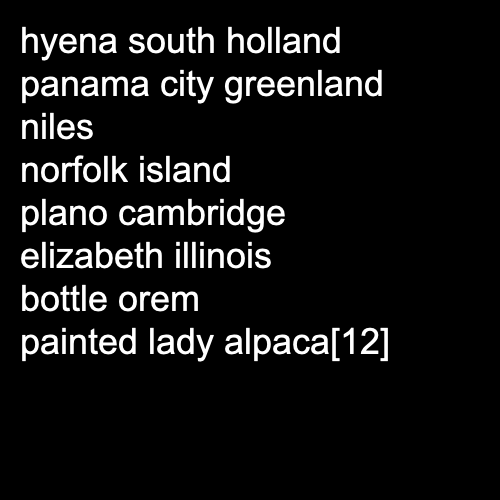 hyena south holland
panama city greenland
niles
norfolk island
plano cambridge
elizabeth illinois
bottle orem
painted lady alpaca[12]